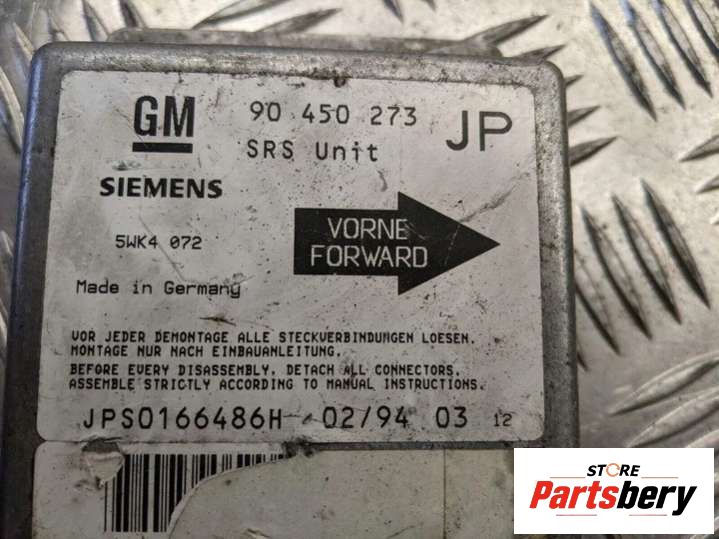 GM 90 450 273 JP
SRS Unit
SIEMENS
5WK4 072
VORNE
FORWARD
Made in Germany
VOR JEDER DEMONTAGE ALLE STECKVERBINDUNGEN LOESEN.
MONTAGE NUR NACH EINBAUANLEITUNG.
BEFORE EVERY DISASSEMBLY, DETACH ALL CONNECTORS.
ASSEMBLE STRICTLY ACCORDING TO MANUAL INSTRUCTIONS.
JPS0166486H 02/94 03 12
STORE
Partsbery